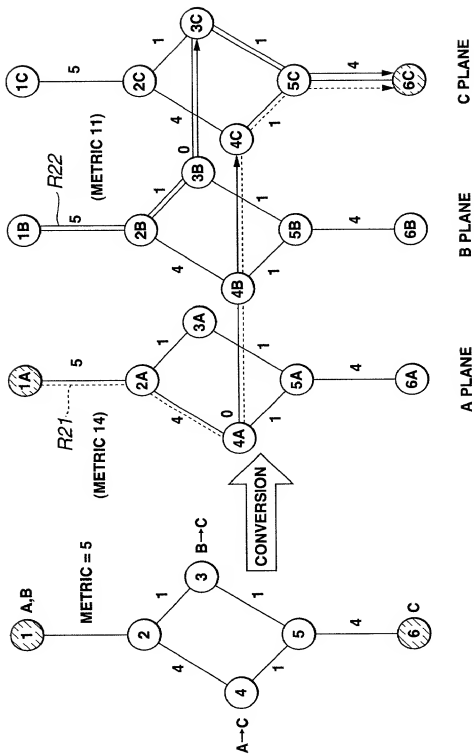 A,B
1
METRIC = 5
2
4
1
3
B→C
A→C
4
1
1
5
4
6
C
CONVERSION
1A
R21
5
(METRIC 14)
2A
4
1
3A
0
4A
1
1
5A
4
6A
A PLANE
1B
R22
5
(METRIC 11)
2B
4
1
3B
0
4B
1
1
5B
4
6B
B PLANE
1C
5
2C
4
1
3C
4C
1
1
5C
4
6C
C PLANE